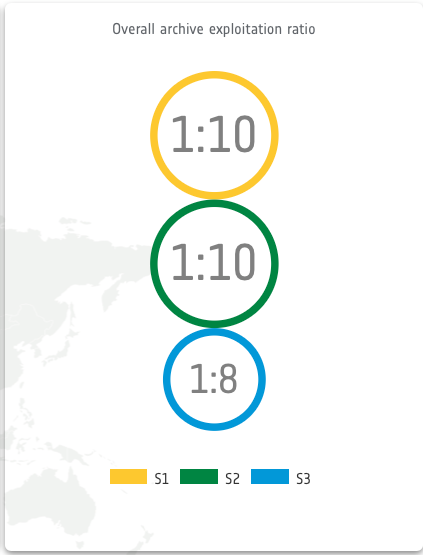 Overall archive exploitation ratio
1:10
1:10
1:8
S1 S2 S3